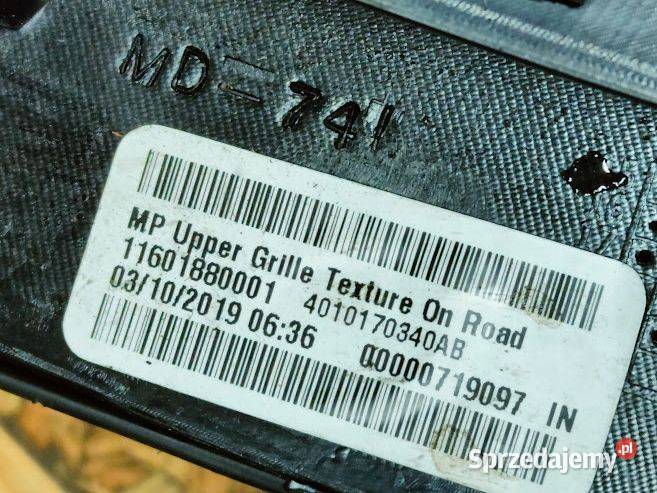 MD-741
MP Upper Grille Texture On Road
11601880001 4010170340AB
03/10/2019 06:36 00000719097 IN
Sprzedajemy.pl